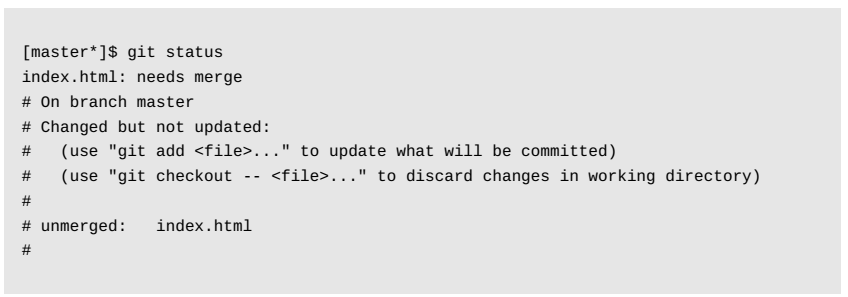 [master*]$ git status
index.html: needs merge
# On branch master
# Changed but not updated:
#   (use "git add <file>..." to update what will be committed)
#   (use "git checkout -- <file>..." to discard changes in working directory)
#
# unmerged:   index.html
#